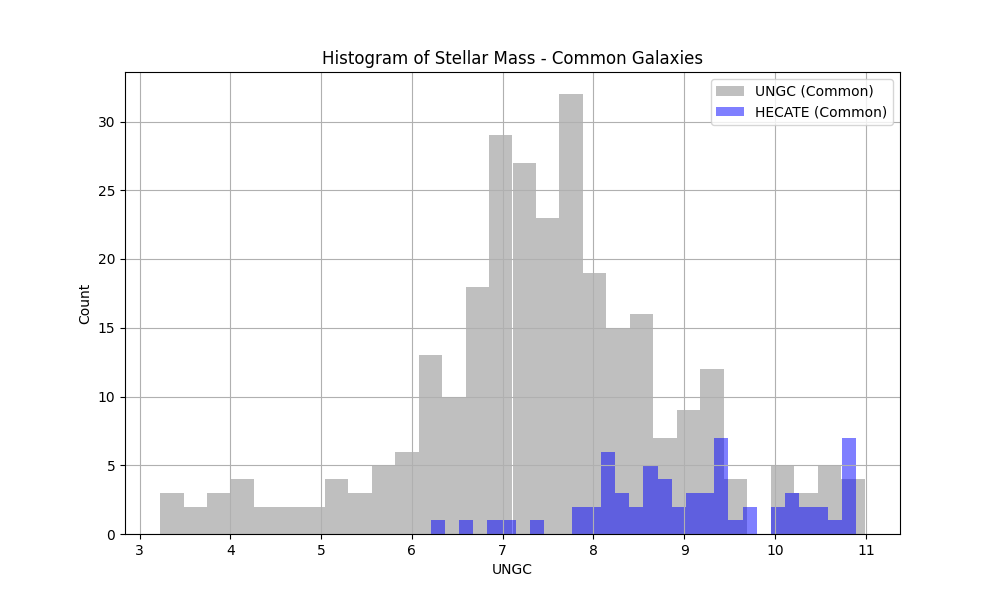 Histogram of Stellar Mass - Common Galaxies
UNGC (Common)
HECATE (Common)
Count
30
25
20
15
10
5
0
3 4 5 6 7 8 9 10 11
UNGC